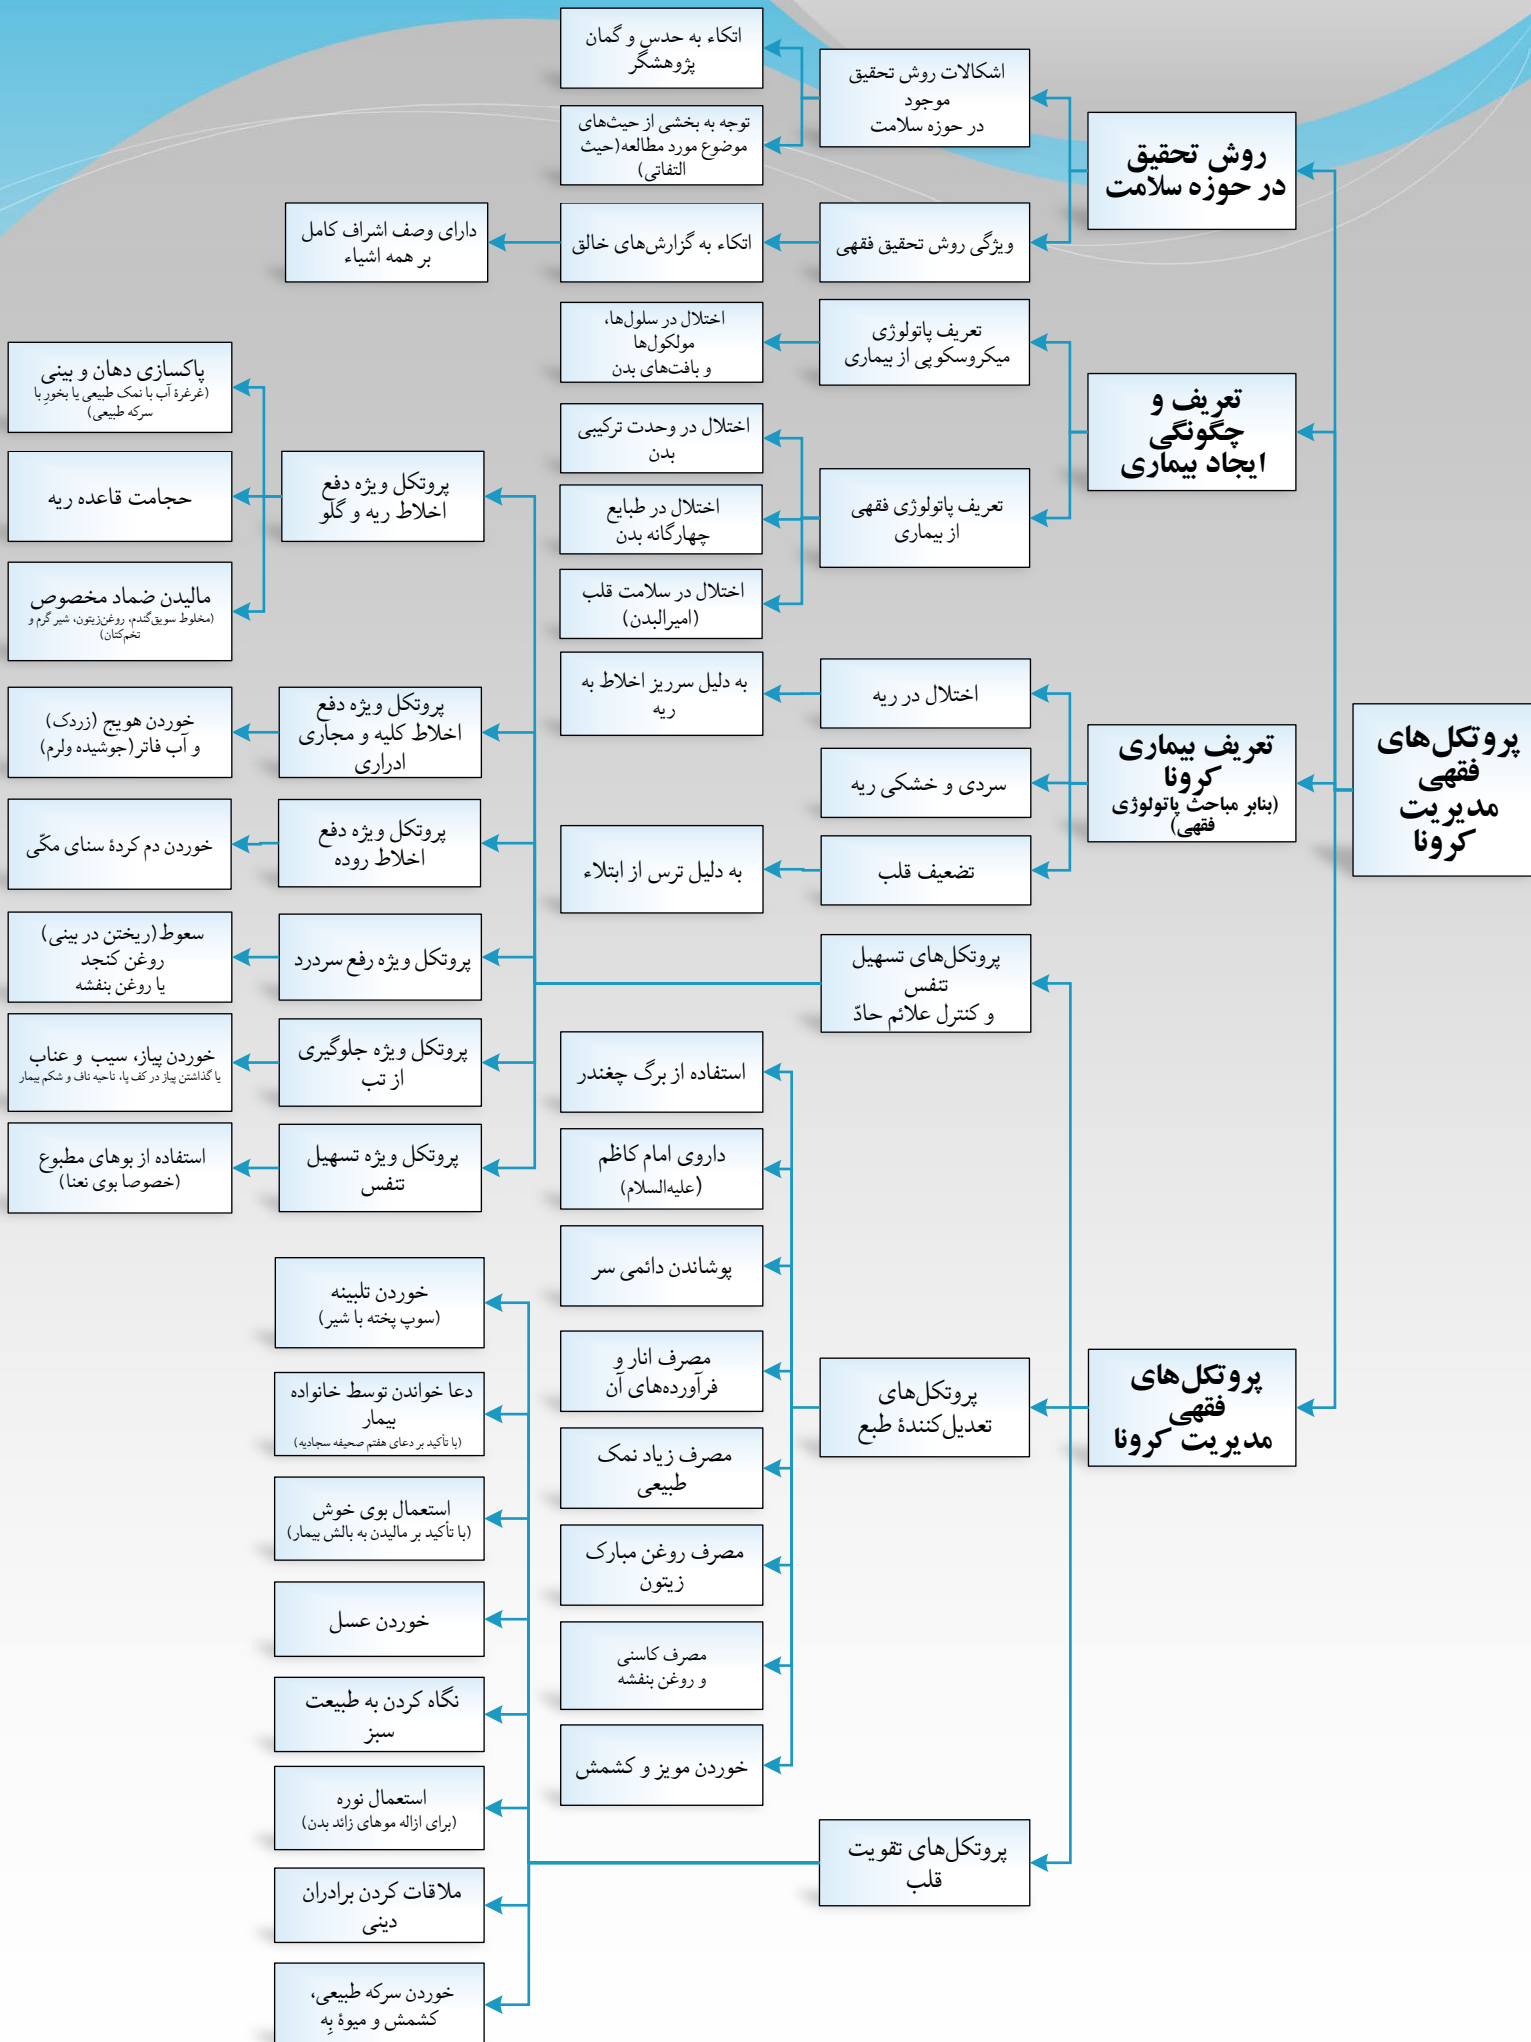 پروتکل‌های
فقهی
مدیریت
کرونا
روش تحقیق
در حوزه سلامت
اشکالات روش تحقیق
موجود
در حوزه سلامت
اتکاء به حدس و گمان
پژوهشگر
توجه به بخشی از حیث‌های
موضوع مورد مطالعه(حیث
التفاتی)
ویژگی روش تحقیق فقهی
اتکاء به گزارش‌های خالق
دارای وصف اشراف کامل
بر همه اشیاء
تعریف و
چگونگی
ایجاد بیماری
تعریف پاتولوژی
میکروسکوپی از بیماری
اختلال در سلول‌ها،
مولکول‌ها
و بافت‌های بدن
تعریف پاتولوژی فقهی
از بیماری
اختلال در وحدت ترکیبی
بدن
اختلال در طبایع
چهارگانه بدن
اختلال در سلامت قلب
(امیرالبدن)
تعریف بیماری
کرونا
(بنابر مباحث پاتولوژی
فقهی)
اختلال در ریه
به دلیل سرریز اخلاط به
ریه
سردی و خشکی ریه
تضعیف قلب
به دلیل ترس از ابتلاء
پروتکل‌های
فقهی
مدیریت کرونا
پروتکل‌های تسهیل
تنفس
و کنترل علائم حادّ
پروتکل ویژه دفع
اخلاط ریه و گلو
پاکسازی دهان و بینی
(غرغرۀ آب با نمک طبیعی یا بخورِ با
سرکه طبیعی)
حجامت قاعده ریه
مالیدن ضماد مخصوص
(مخلوط سویق‌گندم، روغن‌زیتون، شیر گرم و
تخم‌کتان)
پروتکل ویژه دفع
اخلاط کلیه و مجاری
ادراری
خوردن هویج (زردک)
و آب فاتر(جوشیده ولرم)
پروتکل ویژه دفع
اخلاط روده
خوردن دم کردۀ سنای مکّی
پروتکل ویژه رفع سردرد
سعوط(ریختن در بینی)
روغن کنجد
یا روغن بنفشه
پروتکل ویژه جلوگیری
از تب
خوردن پیاز، سیب و عناب
یا گذاشتن پیاز در کف پا، ناحیه ناف و شکم بیمار
پروتکل ویژه تسهیل
تنفس
استفاده از بوهای مطبوع
(خصوصا بوی نعنا)
پروتکل‌های
تعدیل‌کنندۀ طبع
استفاده از برگ چغندر
داروی امام کاظم
(علیه‌السلام)
پوشاندن دائمی سر
مصرف انار و
فرآورده‌های آن
مصرف زیاد نمک
طبیعی
مصرف روغن مبارک
زیتون
مصرف کاسنی
و روغن بنفشه
خوردن مویز و کشمش
پروتکل‌های تقویت
قلب
خوردن تلبینه
(سوپ پخته با شیر)
دعا خواندن توسط خانواده
بیمار
(با تأکید بر دعای هفتم صحیفه سجادیه)
استعمال بوی خوش
(با تأکید بر مالیدن به بالش بیمار)
خوردن عسل
نگاه کردن به طبیعت
سبز
استعمال نوره
(برای ازاله موهای زائد بدن)
ملاقات کردن برادران
دینی
خوردن سرکه طبیعی،
کشمش و میوۀ بِه